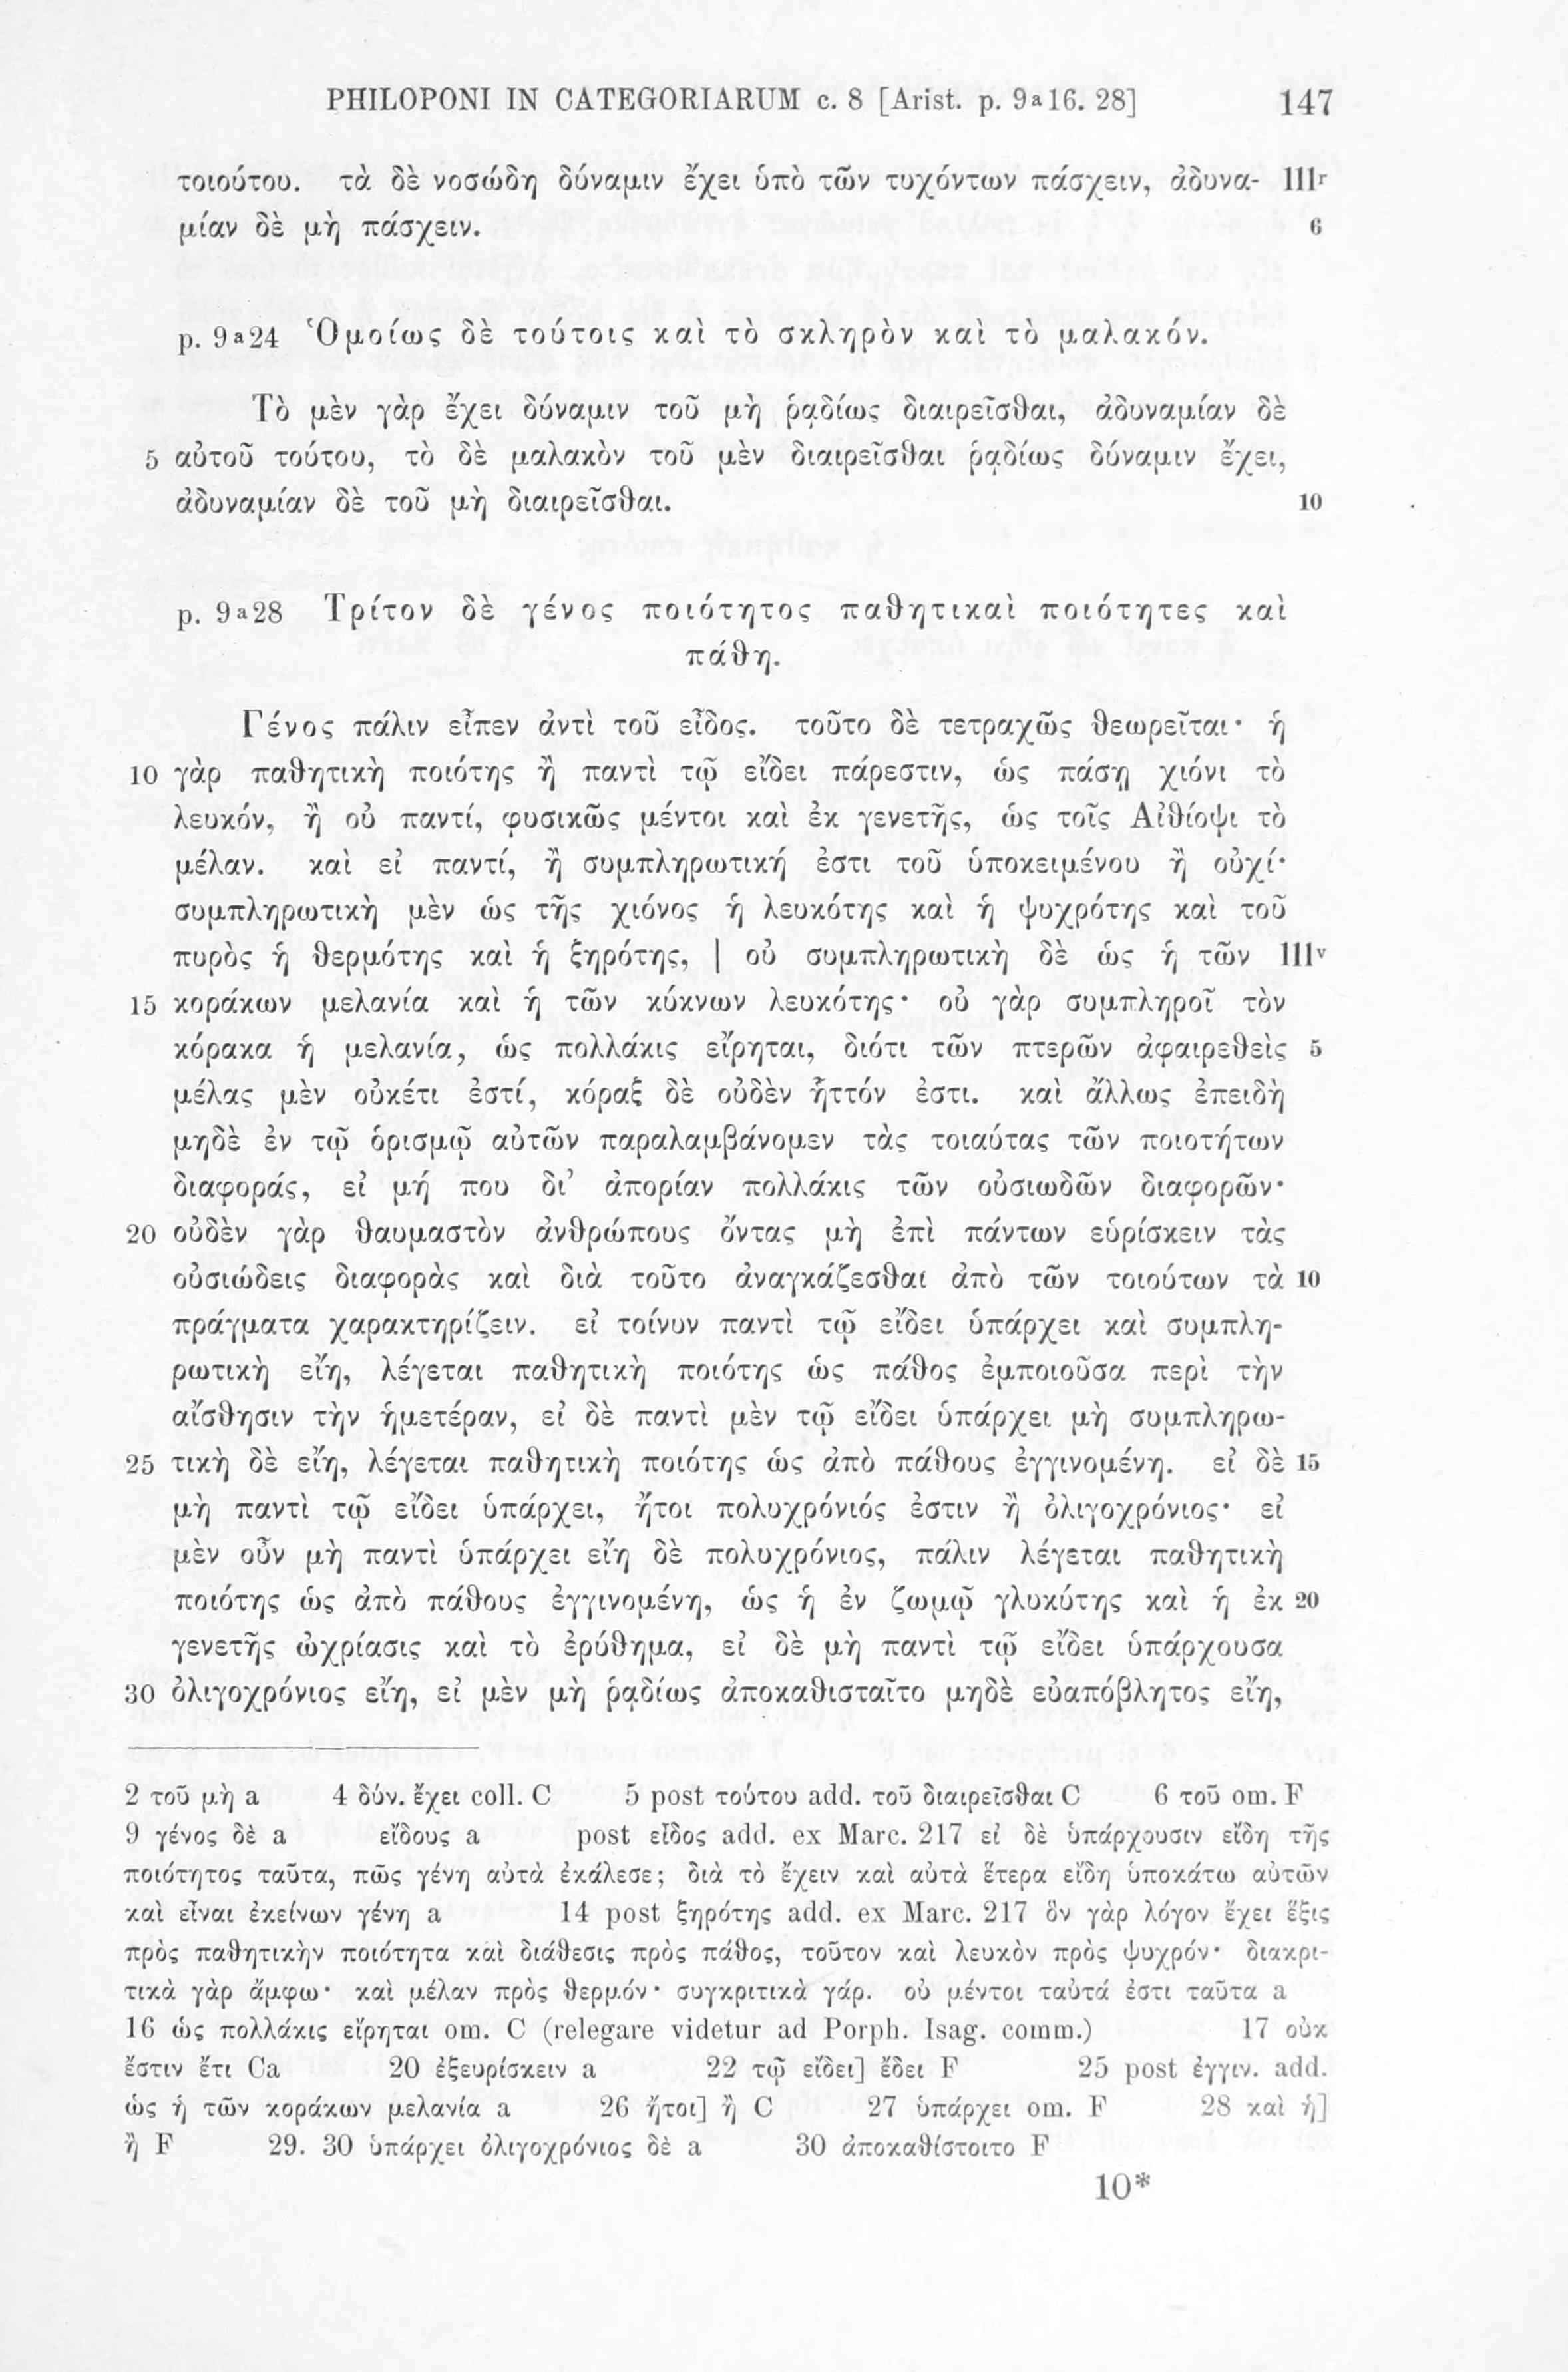 PHILOPONI IN CATEGORIARUM c. 8 [Arist. p. 9a16. 28] 147
τοιούτου. τὰ δὲ νοσώδη δύναμιν ἔχει ὑπὸ τῶν τυχόντων πάσχειν, ἀδυνα- 111r
μίαν δὲ μὴ πάσχειν. 6
p. 9a24 Ὁμοίως δὲ τούτοις καὶ τὸ σκληρὸν καὶ τὸ μαλακόν.
Τὸ μὲν γὰρ ἔχει δύναμιν τοῦ μὴ ῥᾳδίως διαιρεῖσθαι, ἀδυναμίαν δὲ
5 αὐτοῦ τούτου, τὸ δὲ μαλακὸν τοῦ μὲν διαιρεῖσθαι ῥᾳδίως δύναμιν ἔχει,
ἀδυναμίαν δὲ τοῦ μὴ διαιρεῖσθαι. 10
p. 9a28 Τρίτον δὲ γένος ποιότητος παθητικαὶ ποιότητες καὶ
πάθη.
Γένος πάλιν εἶπεν ἀντὶ τοῦ εἶδος. τοῦτο δὲ τετραχῶς θεωρεῖται· ἡ
10 γὰρ παθητικὴ ποιότης ἢ παντὶ τῷ εἴδει πάρεστιν, ὡς πάσῃ χιόνι τὸ
λευκόν, ἢ οὐ παντί, φυσικῶς μέντοι καὶ ἐκ γενετῆς, ὡς τοῖς Αἰθίοψι τὸ
μέλαν. καὶ εἰ παντί, ἢ συμπληρωτική ἐστι τοῦ ὑποκειμένου ἢ οὐχί·
συμπληρωτικὴ μὲν ὡς τῆς χιόνος ἡ λευκότης καὶ ἡ ψυχρότης καὶ τοῦ
πυρὸς ἡ θερμότης καὶ ἡ ξηρότης, | οὐ συμπληρωτικὴ δὲ ὡς ἡ τῶν 111v
15 κοράκων μελανία καὶ ἡ τῶν κύκνων λευκότης· οὐ γὰρ συμπληροῖ τὸν
κόρακα ἡ μελανία, ὡς πολλάκις εἴρηται, διότι τῶν πτερῶν ἀφαιρεθεὶς 5
μέλας μὲν οὐκέτι ἐστί, κόραξ δὲ οὐδὲν ἧττόν ἐστι. καὶ ἄλλως ἐπειδὴ
μηδὲ ἐν τῷ ὁρισμῷ αὐτῶν παραλαμβάνομεν τὰς τοιαύτας τῶν ποιοτήτων
διαφοράς, εἰ μή που δι’ ἀπορίαν πολλάκις τῶν οὐσιωδῶν διαφορῶν·
20 οὐδὲν γὰρ θαυμαστὸν ἀνθρώπους ὄντας μὴ ἐπὶ πάντων εὑρίσκειν τὰς
οὐσιώδεις διαφορὰς καὶ διὰ τοῦτο ἀναγκάζεσθαι ἀπὸ τῶν τοιούτων τὰ 10
πράγματα χαρακτηρίζειν. εἰ τοίνυν παντὶ τῷ εἴδει ὑπάρχει καὶ συμπλη-
ρωτικὴ εἴη, λέγεται παθητικὴ ποιότης ὡς πάθος ἐμποιοῦσα περὶ τὴν
αἴσθησιν τὴν ἡμετέραν, εἰ δὲ παντὶ μὲν τῷ εἴδει ὑπάρχει μὴ συμπληρω-
25 τικὴ δὲ εἴη, λέγεται παθητικὴ ποιότης ὡς ἀπὸ πάθους ἐγγινομένη. εἰ δὲ 15
μὴ παντὶ τῷ εἴδει ὑπάρχει, ἤτοι πολυχρόνιός ἐστιν ἢ ὀλιγοχρόνιος· εἰ
μὲν οὖν μὴ παντὶ ὑπάρχει εἴη δὲ πολυχρόνιος, πάλιν λέγεται παθητικὴ
ποιότης ὡς ἀπὸ πάθους ἐγγινομένη, ὡς ἡ ἐν ζωμῷ γλυκύτης καὶ ἡ ἐκ 20
γενετῆς ὠχρίασις καὶ τὸ ἐρύθημα, εἰ δὲ μὴ παντὶ τῷ εἴδει ὑπάρχουσα
30 ὀλιγοχρόνιος εἴη, εἰ μὲν μὴ ῥᾳδίως ἀποκαθισταῖτο μηδὲ εὐαπόβλητος εἴη,
2 τοῦ μὴ a 4 δύν. ἔχει coll. C 5 post τούτου add. τοῦ διαιρεῖσθαι C 6 τοῦ om. F
9 γένος δὲ a εἴδους a post εἶδος add. ex Marc. 217 εἰ δὲ ὑπάρχουσιν εἴδη τῆς
ποιότητος ταῦτα, πῶς γένη αὐτὰ ἐκάλεσε; διὰ τὸ ἔχειν καὶ αὐτὰ ἕτερα εἴδη ὑποκάτω αὐτῶν
καὶ εἶναι ἐκείνων γένη a 14 post ξηρότης add. ex Marc. 217 ὃν γὰρ λόγον ἔχει ἕξις
πρὸς παθητικὴν ποιότητα καὶ διάθεσις πρὸς πάθος, τοῦτον καὶ λευκὸν πρὸς ψυχρόν· διακρι-
τικὰ γὰρ ἄμφω· καὶ μέλαν πρὸς θερμόν· συγκριτικὰ γάρ. οὐ μέντοι ταὐτά ἐστι ταῦτα a
16 ὡς πολλάκις εἴρηται om. C (relegare videtur ad Porph. Isag. comm.) 17 οὐκ
ἔστιν ἔτι Ca 20 ἐξευρίσκειν a 22 τῷ εἴδει] ἔδει F 25 post ἐγγιν. add.
ὡς ἡ τῶν κοράκων μελανία a 26 ἤτοι] ἢ C 27 ὑπάρχει om. F 28 καὶ ἡ]
ἢ F 29. 30 ὑπάρχει ὀλιγοχρόνιος δὲ a 30 ἀποκαθίστοιτο F
10*